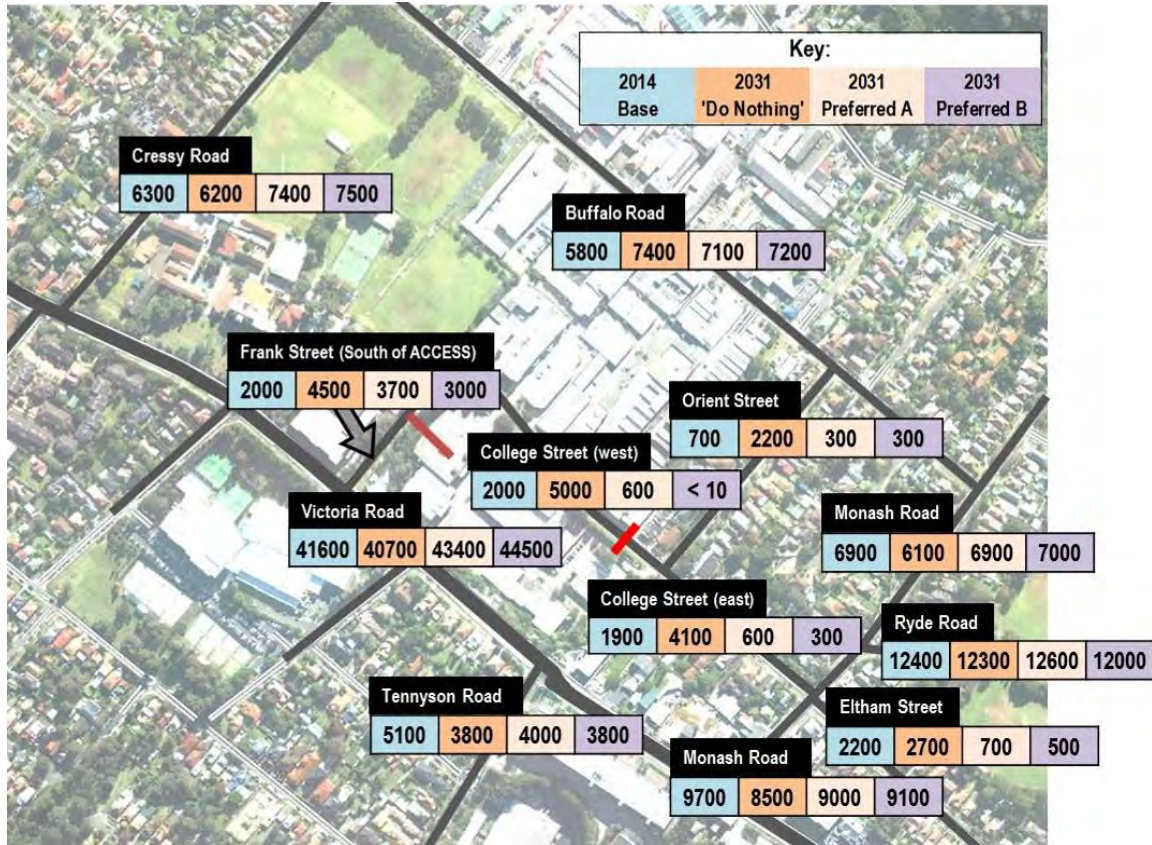 Key:
2014 2031 2031 2031
Base 'Do Nothing' Preferred A Preferred B
Cressy Road
6300 6200 7400 7500
Buffalo Road
5800 7400 7100 7200
Frank Street (South of ACCESS)
2000 4500 3700 3000
Orient Street
700 2200 300 300
College Street (west)
2000 5000 600 < 10
Victoria Road
41600 40700 43400 44500
Monash Road
6900 6100 6900 7000
College Street (east)
1900 4100 600 300
Ryde Road
12400 12300 12600 12000
Tennyson Road
5100 3800 4000 3800
Eltham Street
2200 2700 700 500
Monash Road
9700 8500 9000 9100